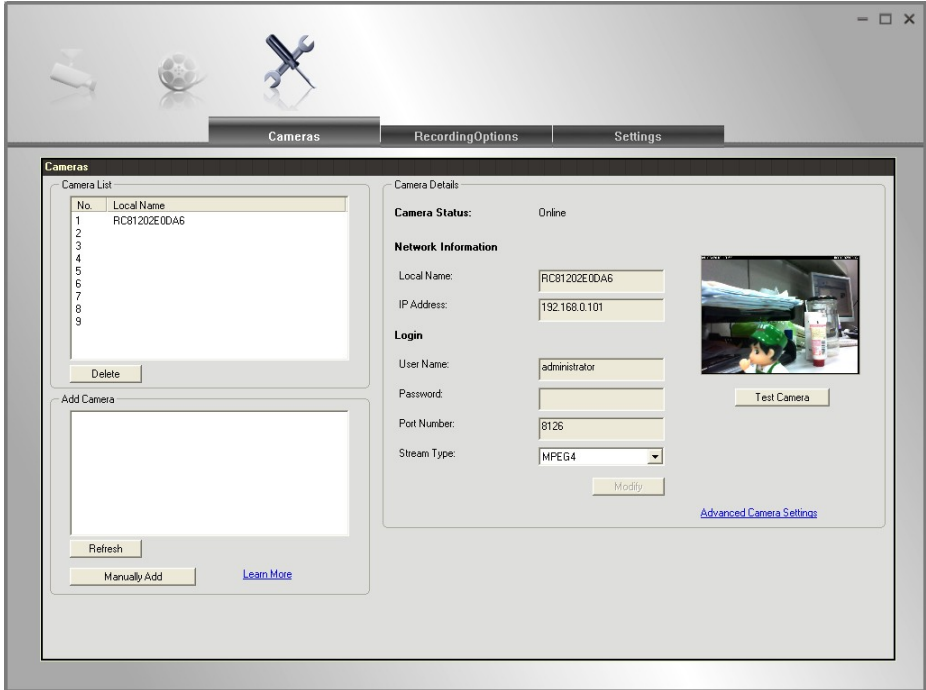 Cameras
RecordingOptions
Settings
Cameras
Camera List
No. Local Name
1 RC81202E0DA6
2
3
4
5
6
7
8
9
Delete
Add Camera
Refresh
Manually Add
Learn More
Camera Details
Camera Status: Online
Network Information
Local Name: RC81202E0DA6
IP Address: 192.168.0.101
Login
User Name: administrator
Password:
Port Number: 8126
Stream Type: MPEG4
Modify
Test Camera
Advanced Camera Settings